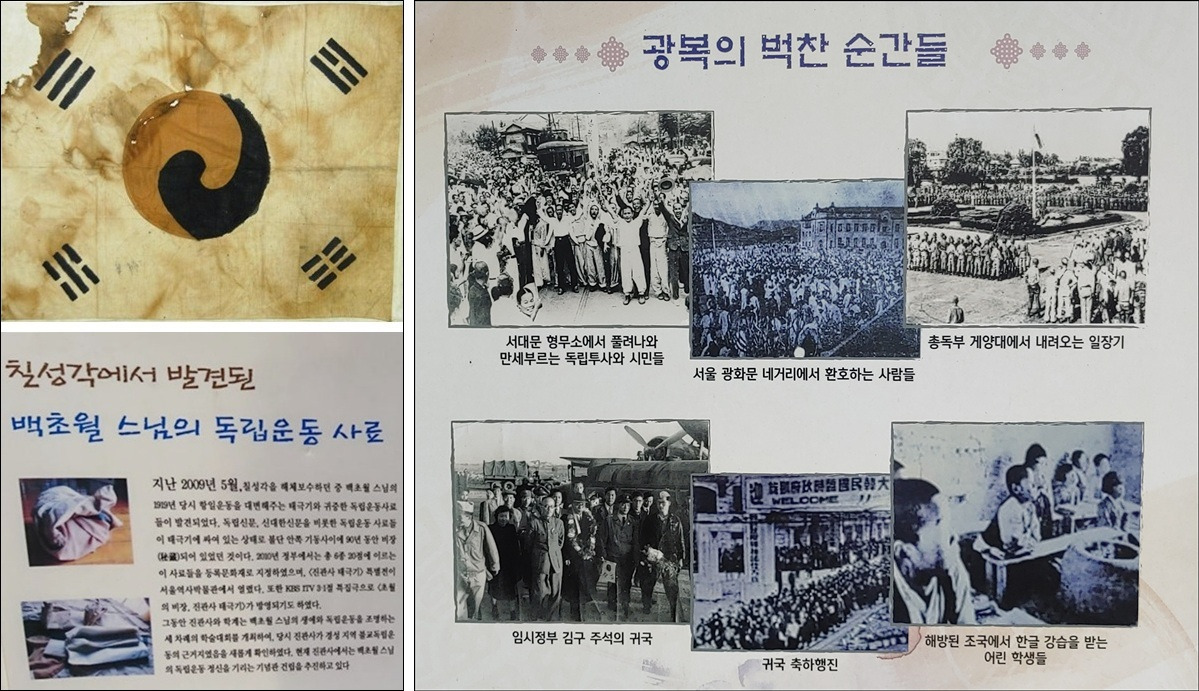 칠성각에서 발견된
백초월 스님의 독립운동 사료
지난 2009년 5월, 칠성각을 해체보수하던 중 백초월 스님의
1919년 당시 항일운동을 대변해주는 태극기와 귀중한 독립운동사료
들이 발견되었다. 독립신문, 신대한신문을 비롯한 독립운동 사료들
이 태극기에 싸여 있는 상태로 불단 안쪽 기둥사이에 90년 동안 비장
(秘藏)되어 있었던 것이다. 2010년 정부에서는 총 6종 20점에 이르는
이 사료들을 등록문화재로 지정하였으며, <진관사 태극기> 특별전이
서울역사박물관에서 열렸다. 또한 KBS 1TV 3·1절 특집극으로 <초월
의 비장, 진관사 태극기>가 방영되기도 하였다.
그동안 진관사와 학계는 백초월 스님의 생애와 독립운동을 조명하는
세 차례의 학술대회를 개최하여, 당시 진관사가 경성 지역 불교독립운
동의 근거지였음을 새롭게 확인하였다. 현재 진관사에서는 백초월 스님
의 독립운동 정신을 기리는 기념관 건립을 추진하고 있다
광복의 벅찬 순간들
서대문 형무소에서 풀려나와
만세부르는 독립투사와 시민들
서울 광화문 네거리에서 환호하는 사람들
총독부 게양대에서 내려오는 일장기
임시정부 김구 주석의 귀국
WELCOME
귀국 축하행진
해방된 조국에서 한글 강습을 받는
어린 학생들